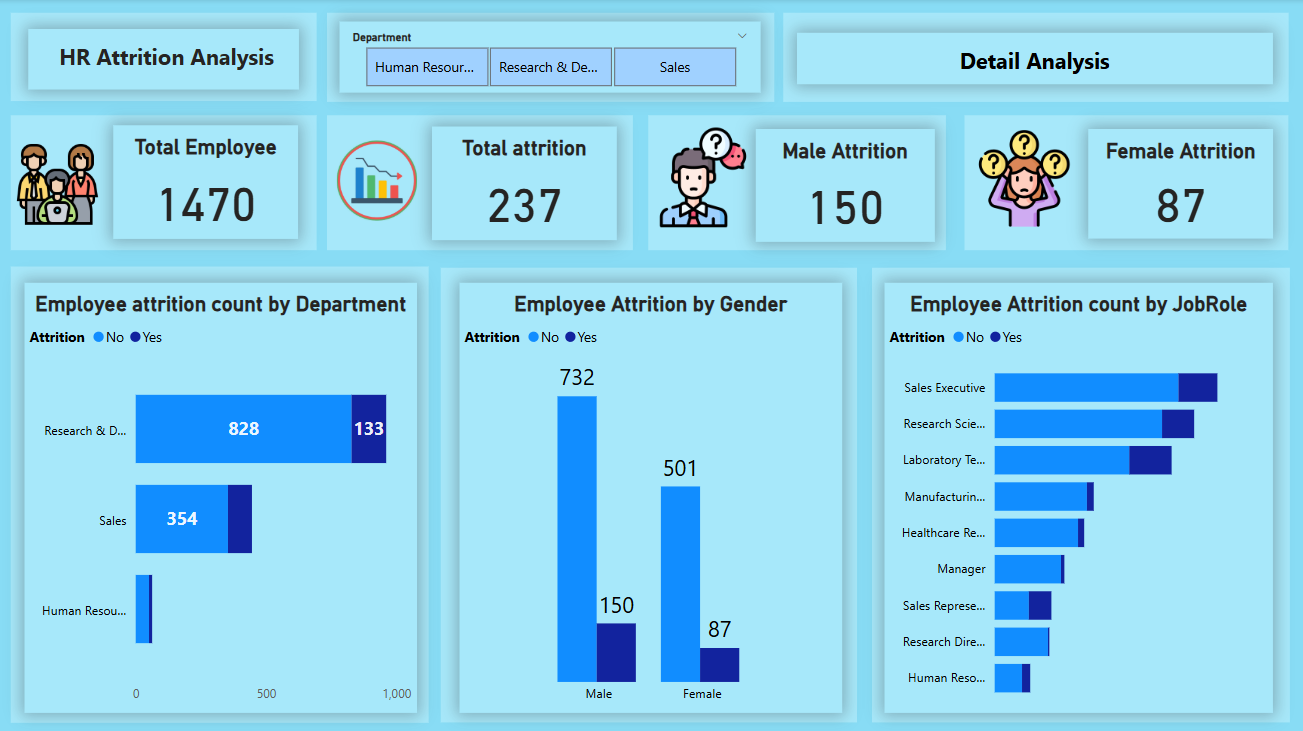 HR Attrition Analysis
Department
Human Resour...
Research & De...
Sales
Detail Analysis
Total Employee
1470
Total attrition
237
Male Attrition
150
Female Attrition
87
? 
? ? ?
Employee attrition count by Department
Attrition No Yes
Research & D...
828
133
Sales
354
Human Resou...
0 500 1,000
Employee Attrition by Gender
Attrition No Yes
732
150
501
87
Male Female
Employee Attrition count by JobRole
Attrition No Yes
Sales Executive
Research Scie...
Laboratory Te...
Manufacturin...
Healthcare Re...
Manager
Sales Represe...
Research Dire...
Human Reso...